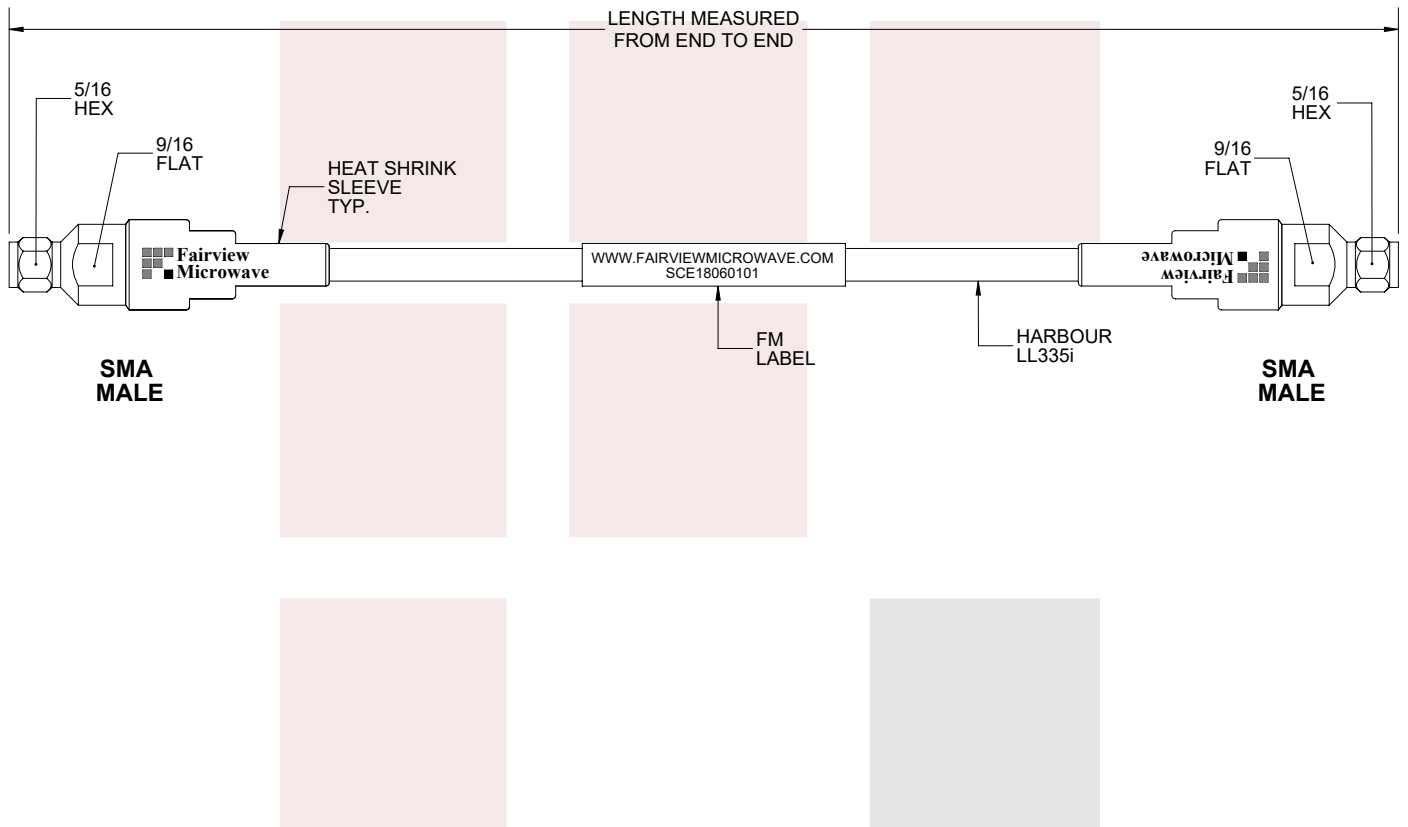 LENGTH MEASURED
FROM END TO END
5/16
HEX
9/16
FLAT
HEAT SHRINK
SLEEVE
TYP.
5/16
HEX
9/16
FLAT
Fairview
Microwave
WWW.FAIRVIEWMICROWAVE.COM
SCE18060101
Fairview
Microwave
FM
LABEL
HARBOUR
LL335i
SMA
MALE
SMA
MALE